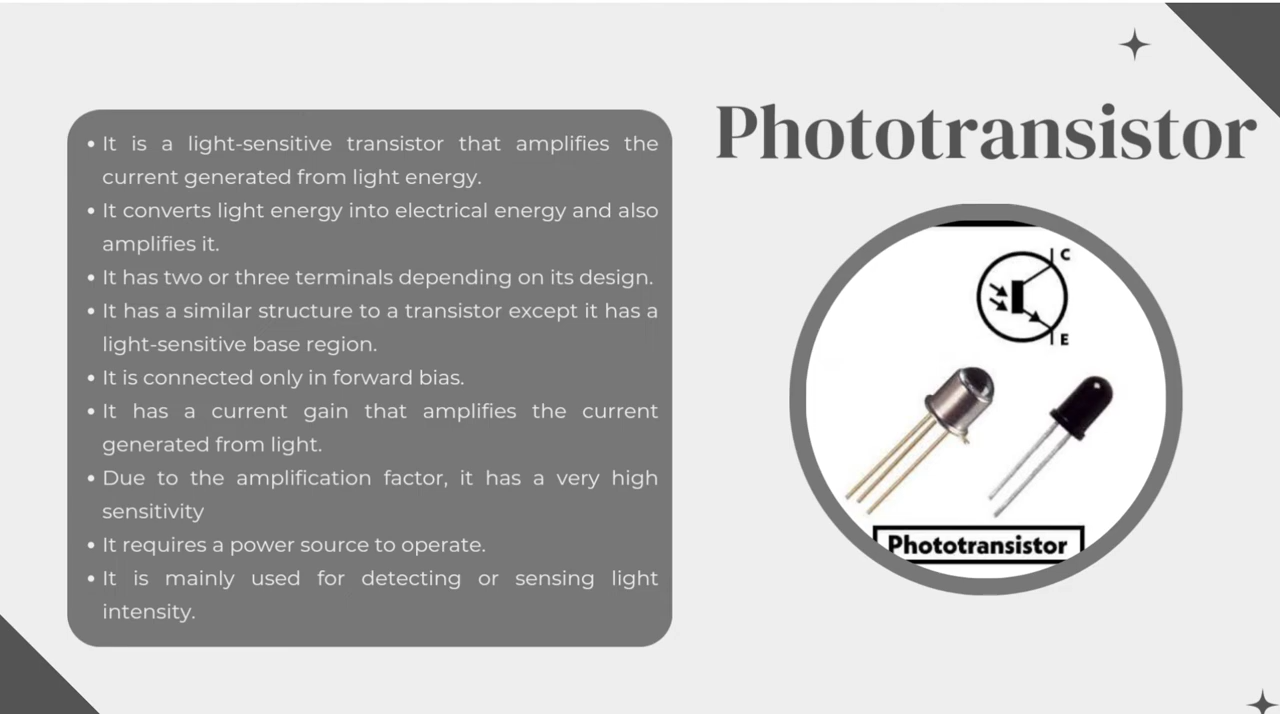 Phototransistor
• It is a light-sensitive transistor that amplifies the
current generated from light energy.
• It converts light energy into electrical energy and also
amplifies it.
• It has two or three terminals depending on its design.
• It has a similar structure to a transistor except it has a
light-sensitive base region.
• It is connected only in forward bias.
• It has a current gain that amplifies the current
generated from light.
• Due to the amplification factor, it has a very high
sensitivity
• It requires a power source to operate.
• It is mainly used for detecting or sensing light
intensity.
C
E
Phototransistor